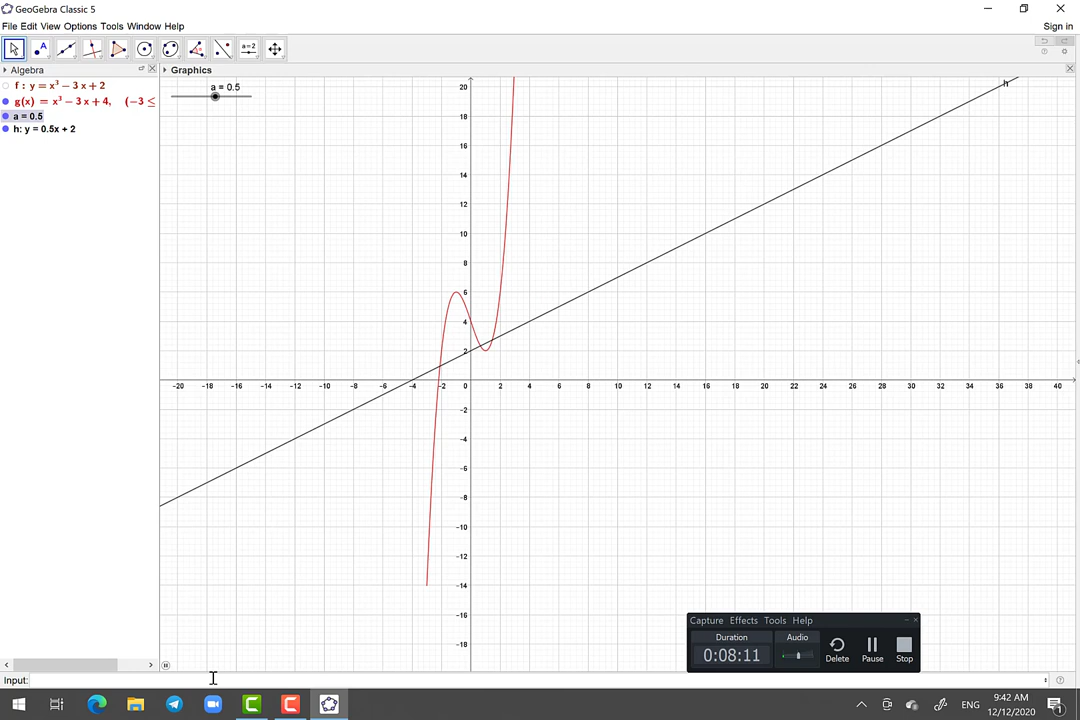 GeoGebra Classic 5
File Edit View Options Tools Window Help
Sign in
A
a=2
Algebra
Graphics
f : y = x³ − 3 x + 2
g(x) = x³ − 3 x + 4, (−3 ≤
a = 0.5
h: y = 0.5x + 2
a = 0.5
h
20
18
16
14
12
10
8
6
4
2
−20 −18 −16 −14 −12 −10 −8 −6 −4 −2 0 2 4 6 8 10 12 14 16 18 20 22 24 26 28 30 32 34 36 38 40
−2
−4
−6
−8
−10
−12
−14
−16
−18
Capture Effects Tools Help
Duration Audio
0:08:11
Delete Pause Stop
Input:
ENG
9:42 AM
12/12/2020
1